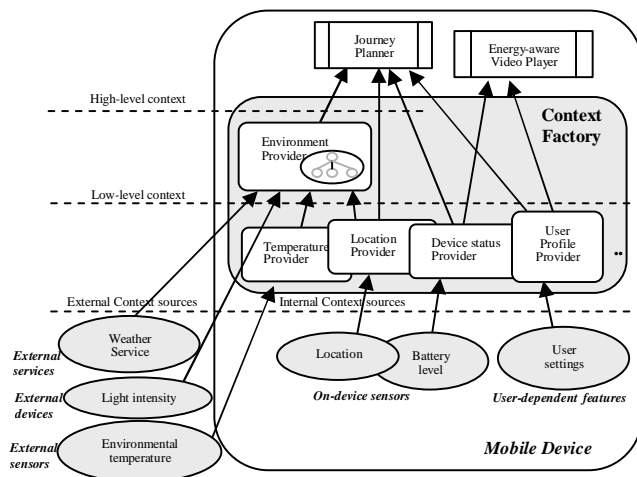 Journey
Planner
Energy-aware
Video Player
High-level context
Context
Factory
Environment
Provider
Low-level context
Temperature
Provider
Location
Provider
Device status
Provider
User
Profile
Provider
..
External Context sources
Internal Context sources
Weather
Service
External
services
Light intensity
External
devices
Environmental
temperature
External
sensors
Location
Battery
level
User
settings
On-device sensors
User-dependent features
Mobile Device